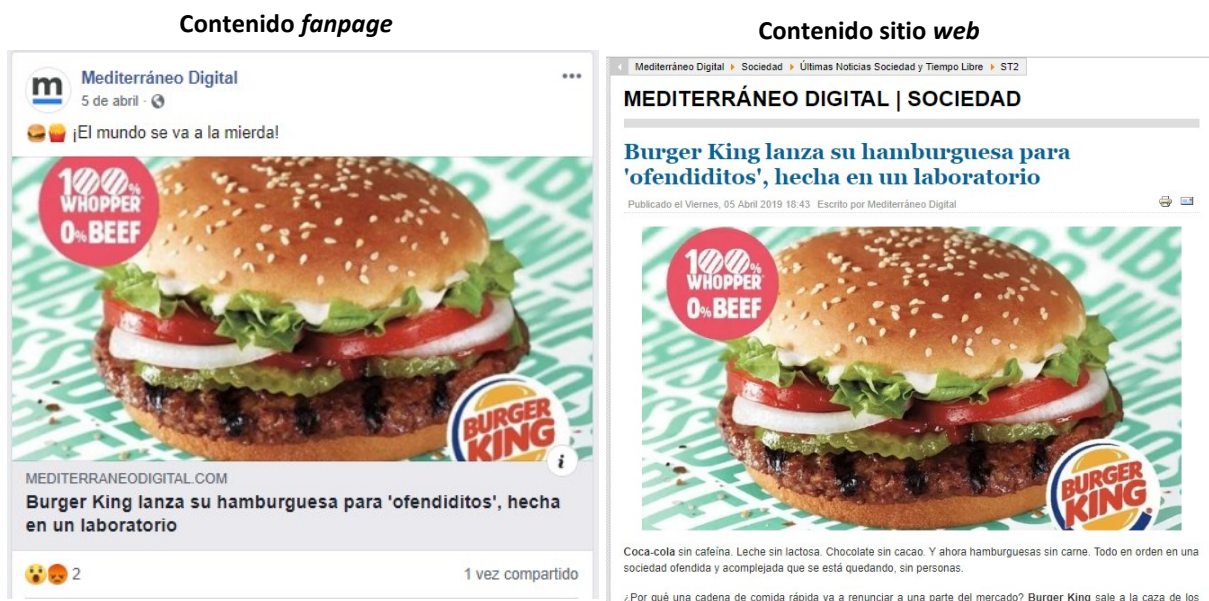 Contenido fanpage
Mediterráneo Digital
5 de abril ·
¡El mundo se va a la mierda!
100%
WHOPPER
0% BEEF
BURGER
KING
MEDITERRANEODIGITAL.COM
Burger King lanza su hamburguesa para 'ofendiditos', hecha
en un laboratorio
2
1 vez compartido
Contenido sitio web
Mediterráneo Digital Sociedad Últimas Noticias Sociedad y Tiempo Libre ST2
MEDITERRÁNEO DIGITAL | SOCIEDAD
Burger King lanza su hamburguesa para
'ofendiditos', hecha en un laboratorio
Publicado el Viernes, 05 Abril 2019 18:43 Escrito por Mediterráneo Digital
100%
WHOPPER
0% BEEF
BURGER
KING
Coca-cola sin cafeína. Leche sin lactosa. Chocolate sin cacao. Y ahora hamburguesas sin carne. Todo en orden en una
sociedad ofendida y acomplejada que se está quedando, sin personas.
¿Por qué una cadena de comida rápida va a renunciar a una parte del mercado? Burger King sale a la caza de los